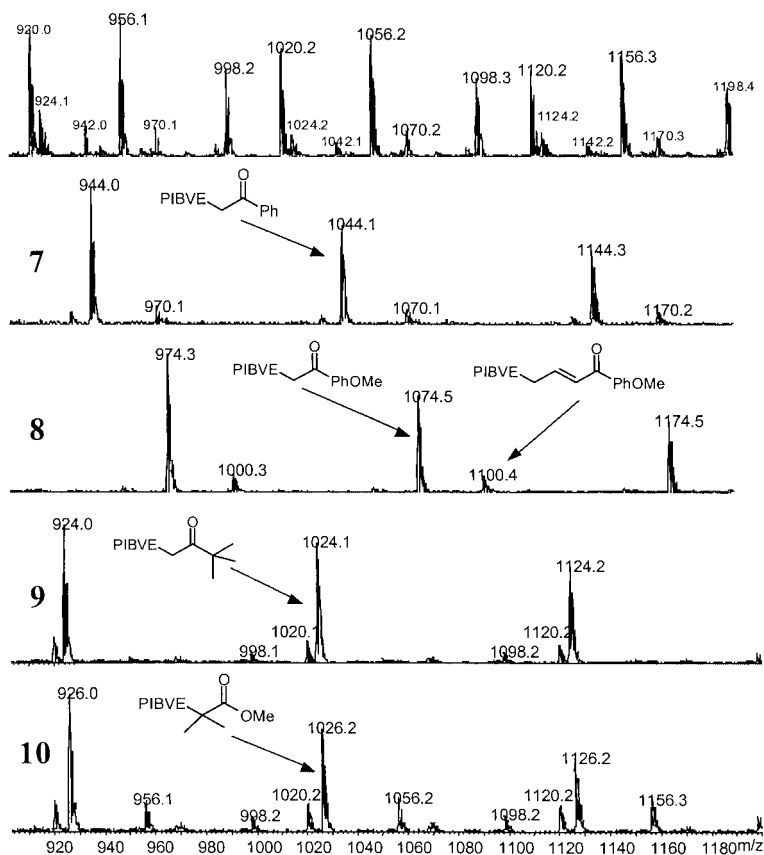 920.0 924.1 942.0 956.1 970.1 998.2 1020.2 1024.2 1042.1 1056.2 1070.2 1098.3 1120.2 1124.2 1142.2 1156.3 1170.3 1198.4
944.0
O
PIBVE
Ph
1044.1
1144.3
7
970.1 1070.1 1170.2
974.3
O
PIBVE
PhOMe
O
PIBVE
PhOMe
1074.5
1174.5
8
1000.3 1100.4
924.0
O
PIBVE
1024.1
1124.2
9
998.1 1020.1 1098.2 1120.2
926.0
O
PIBVE
OMe
1026.2
1126.2
10
956.1 998.2 1020.2 1056.2 1098.2 1120.2 1156.3
920 940 960 980 1000 1020 1040 1060 1080 1100 1120 1140 1160 1180 m/z